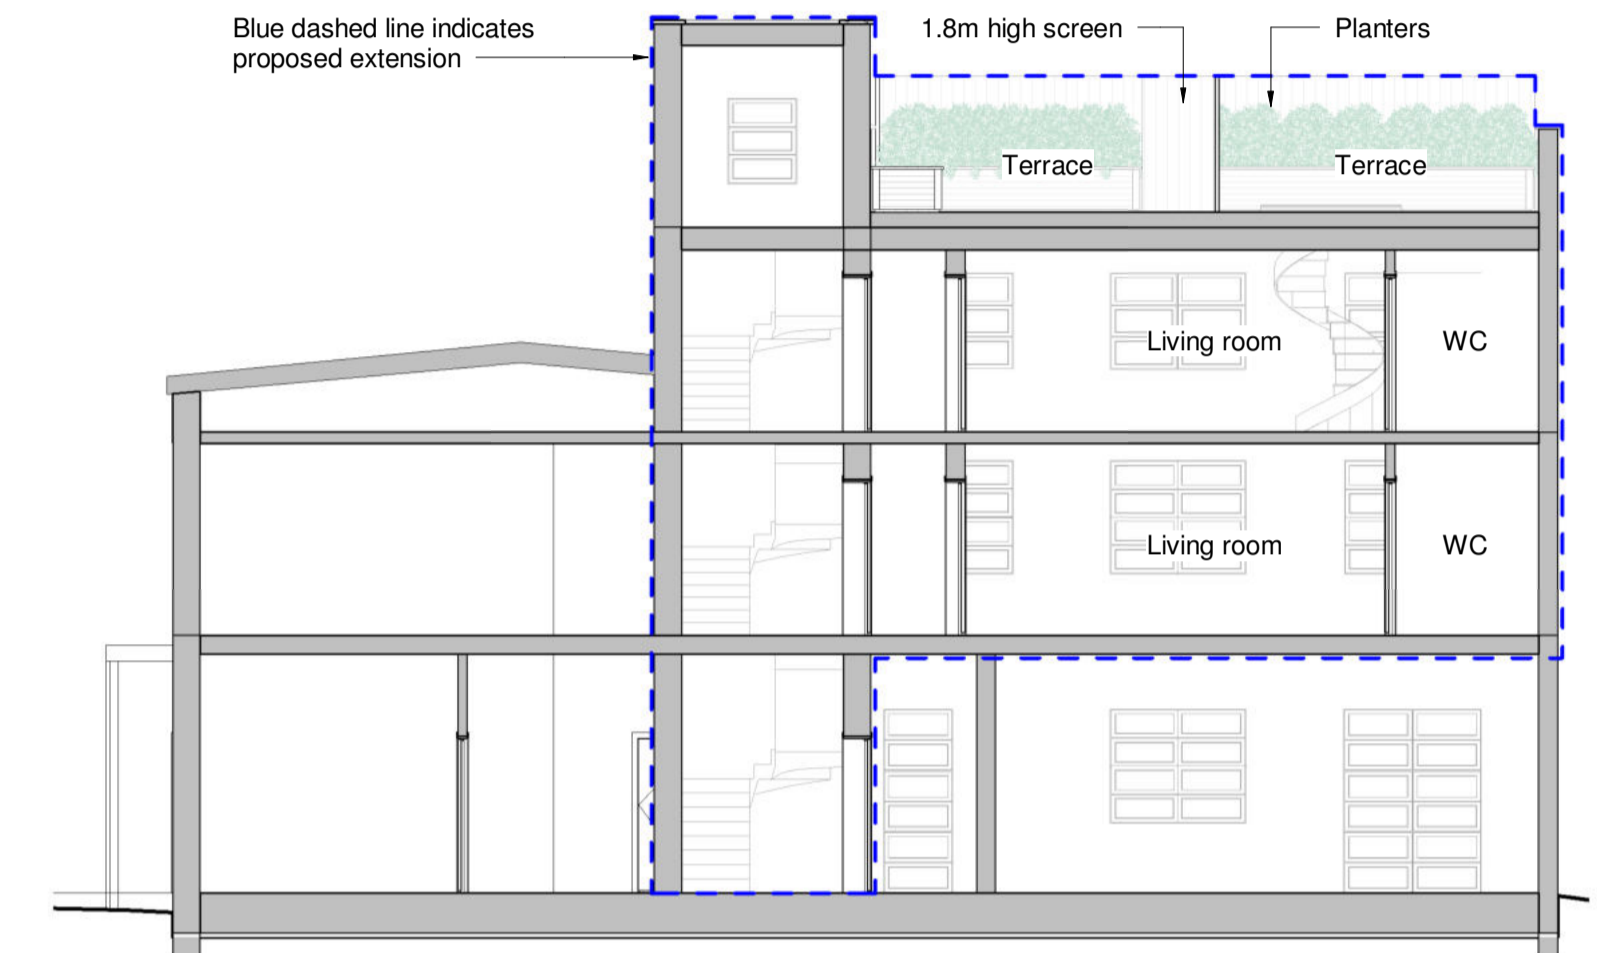 Blue dashed line indicates
proposed extension
1.8m high screen
Planters
Terrace
Terrace
Living room
WC
Living room
WC